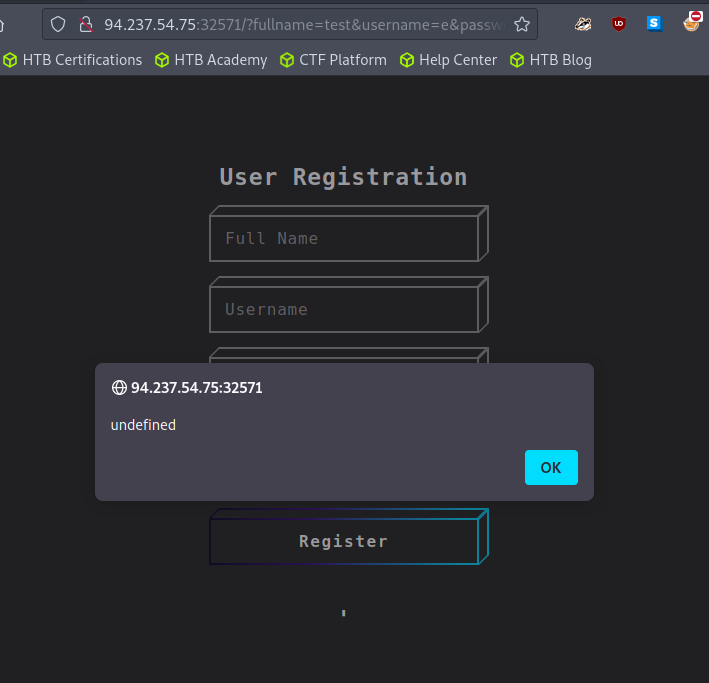 94.237.54.75:32571/?fullname=test&username=e&passw
HTB Certifications HTB Academy CTF Platform Help Center HTB Blog
User Registration
Full Name
Username
94.237.54.75:32571
undefined
OK
Register
'